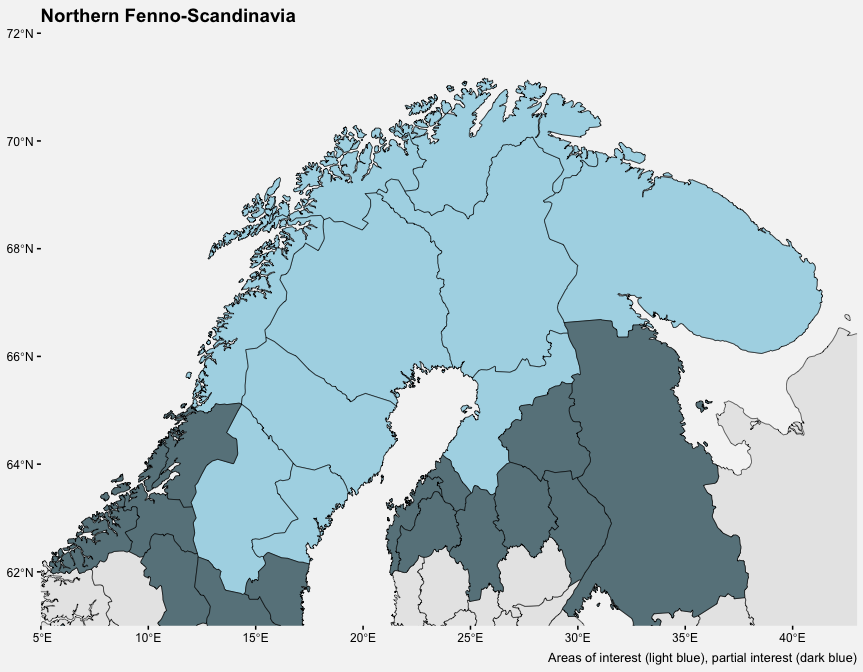 Northern Fenno-Scandinavia
72°N
70°N
68°N
66°N
64°N
62°N
5°E 10°E 15°E 20°E 25°E 30°E 35°E 40°E
Areas of interest (light blue), partial interest (dark blue)